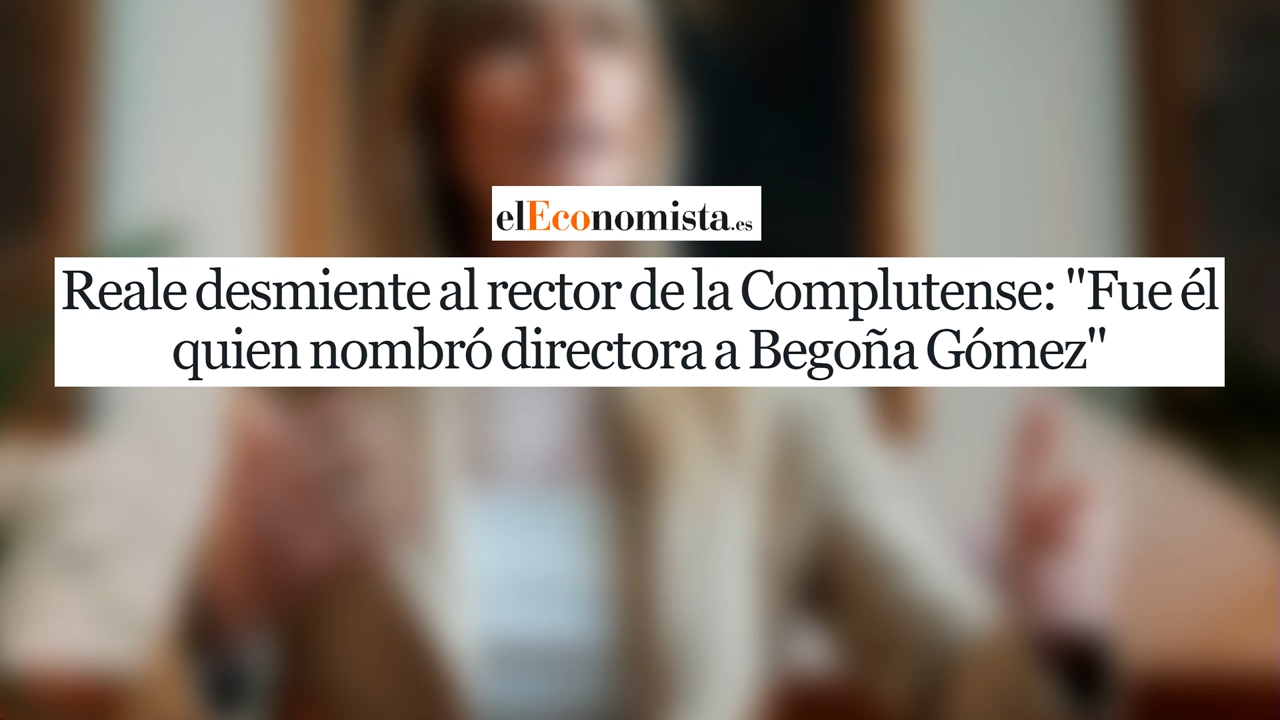 elEconomista.es
Reale desmiente al rector de la Complutense: "Fue él
quien nombró directora a Begoña Gómez"